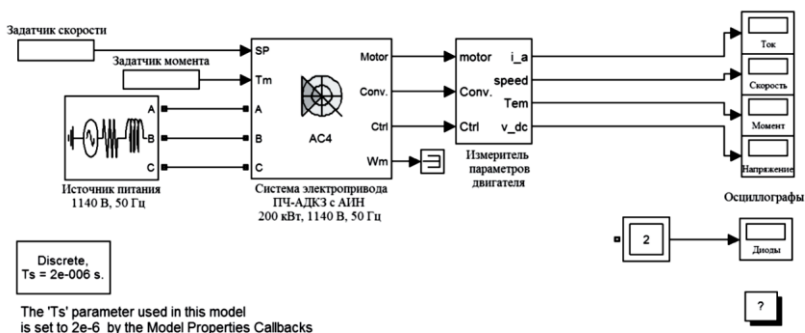 Задатчик скорости
Задатчик момента
SP
Tm
A
B
C
A
B
C
AC4
Motor
Conv.
Ctrl
Wm
motor
Conv.
Ctrl
i_a
speed
Tem
v_dc
Ток
Скорость
Момент
Напряжение
Источник питания
1140 В, 50 Гц
Система электропривода
ПЧ-АДКЗ с АИН
200 кВт, 1140 В, 50 Гц
Измеритель
параметров
двигателя
Осциллографы
2
Диоды
Discrete,
Ts = 2e-006 s.
?
The 'Ts' parameter used in this model
is set to 2e-6 by the Model Properties Callbacks